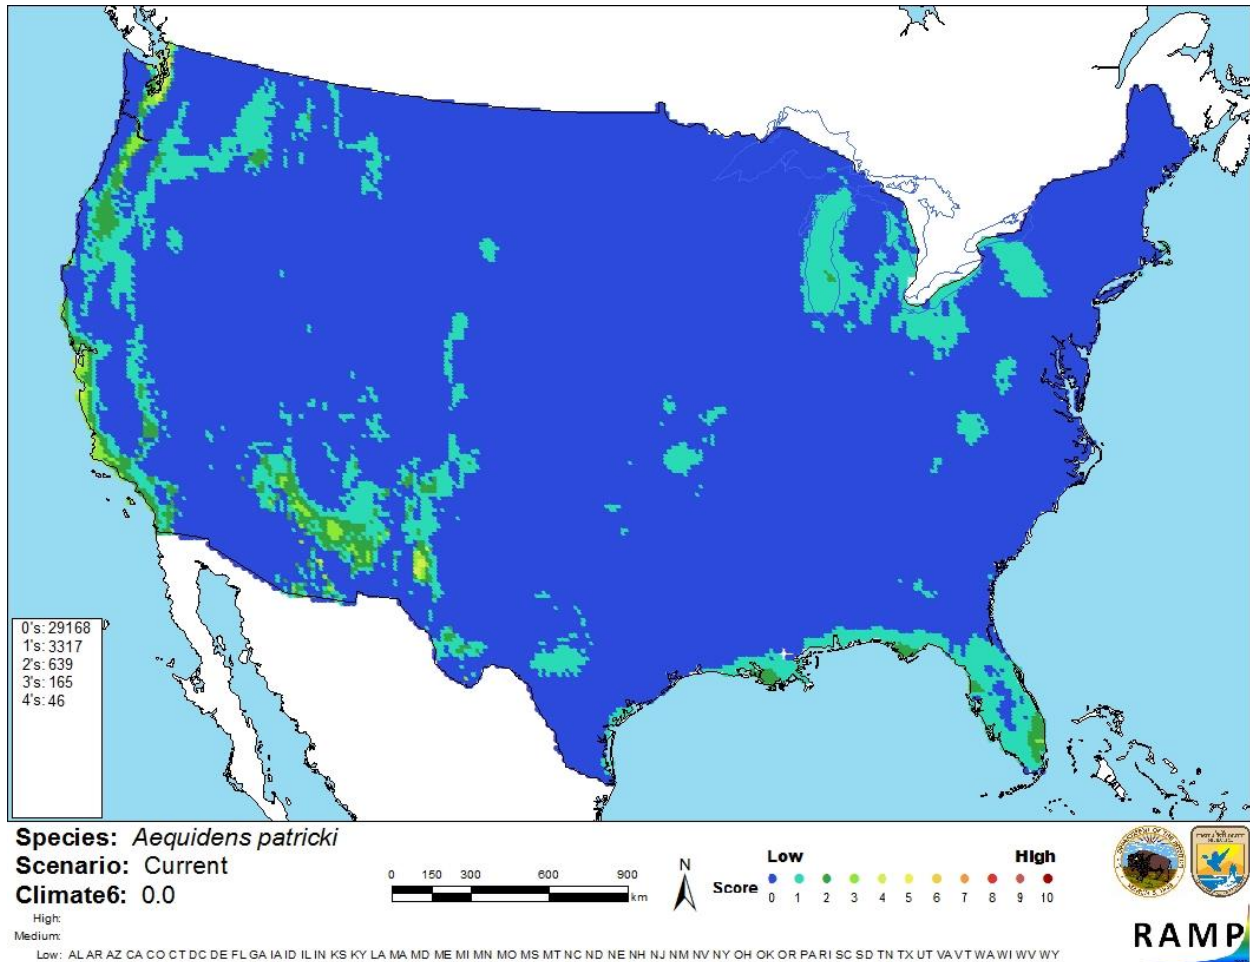 0's: 29168
1's: 3317
2's: 639
3's: 165
4's: 46
Species: Aequidens patricki
Scenario: Current
Climate6: 0.0
High:
Medium:
Low: AL AR AZ CA CO CT DC DE FL GA IA ID IL IN KS KY LA MA MD ME MI MN MO MS MT NC ND NE NH NJ NM NV NY OH OK OR PA RI SC SD TN TX UT VA VT WA WI WV WY
0 150 300 600 900
km
N
Low High
Score
0 1 2 3 4 5 6 7 8 9 10
RAMP